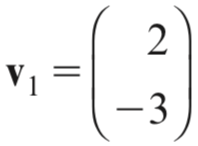 v₁ = ( 2
-3 )